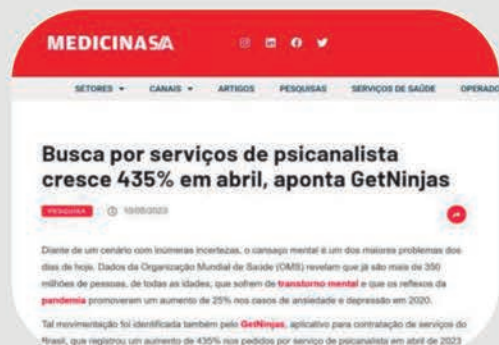 MEDICINAS/A
SETORES CANAIS ARTIGOS PESQUISAS SERVIÇOS DE SAÚDE OPERADO
Busca por serviços de psicanalista
cresce 435% em abril, aponta GetNinjas
PESQUISA 10/05/2023
Diante de um cenário com inúmeras incertezas, o cansaço mental é um dos maiores problemas dos
dias de hoje. Dados da Organização Mundial de Saúde (OMS) revelam que já são mais de 350
milhões de pessoas, de todas as idades, que sofrem de transtorno mental e que os reflexos da
pandemia promoveram um aumento de 25% nos casos de ansiedade e depressão em 2020.
Tal movimentação foi identificada também pelo GetNinjas, aplicativo para contratação de serviços do
Brasil, que registrou um aumento de 435% nos pedidos por serviço de psicanalista em abril de 2023